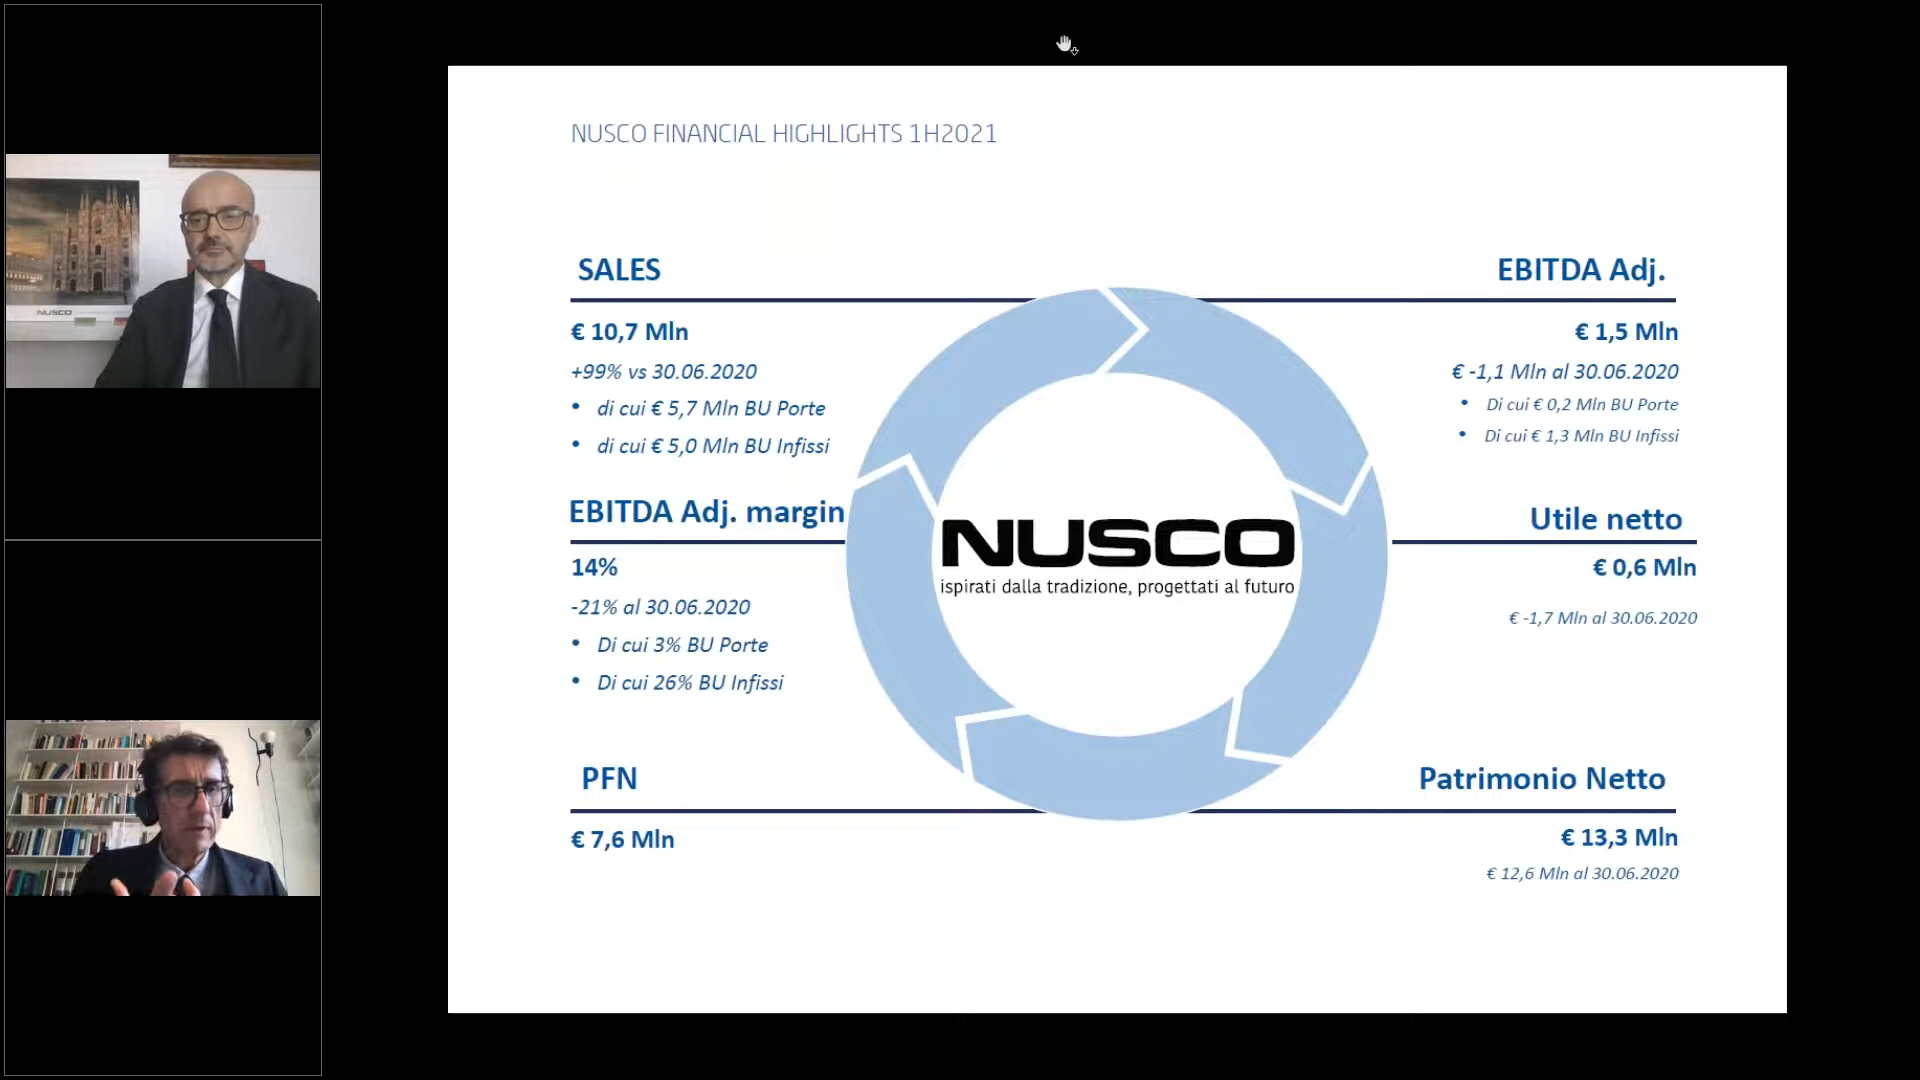 NUSCO FINANCIAL HIGHLIGHTS 1H2021
SALES
€ 10,7 Mln
+99% vs 30.06.2020
• di cui € 5,7 Mln BU Porte
• di cui € 5,0 Mln BU Infissi
EBITDA Adj.
€ 1,5 Mln
€ -1,1 Mln al 30.06.2020
• Di cui € 0,2 Mln BU Porte
• Di cui € 1,3 Mln BU Infissi
EBITDA Adj. margin
14%
-21% al 30.06.2020
• Di cui 3% BU Porte
• Di cui 26% BU Infissi
NUSCO
ispirati dalla tradizione, progettati al futuro
Utile netto
€ 0,6 Mln
€ -1,7 Mln al 30.06.2020
PFN
€ 7,6 Mln
Patrimonio Netto
€ 13,3 Mln
€ 12,6 Mln al 30.06.2020
NUSCO